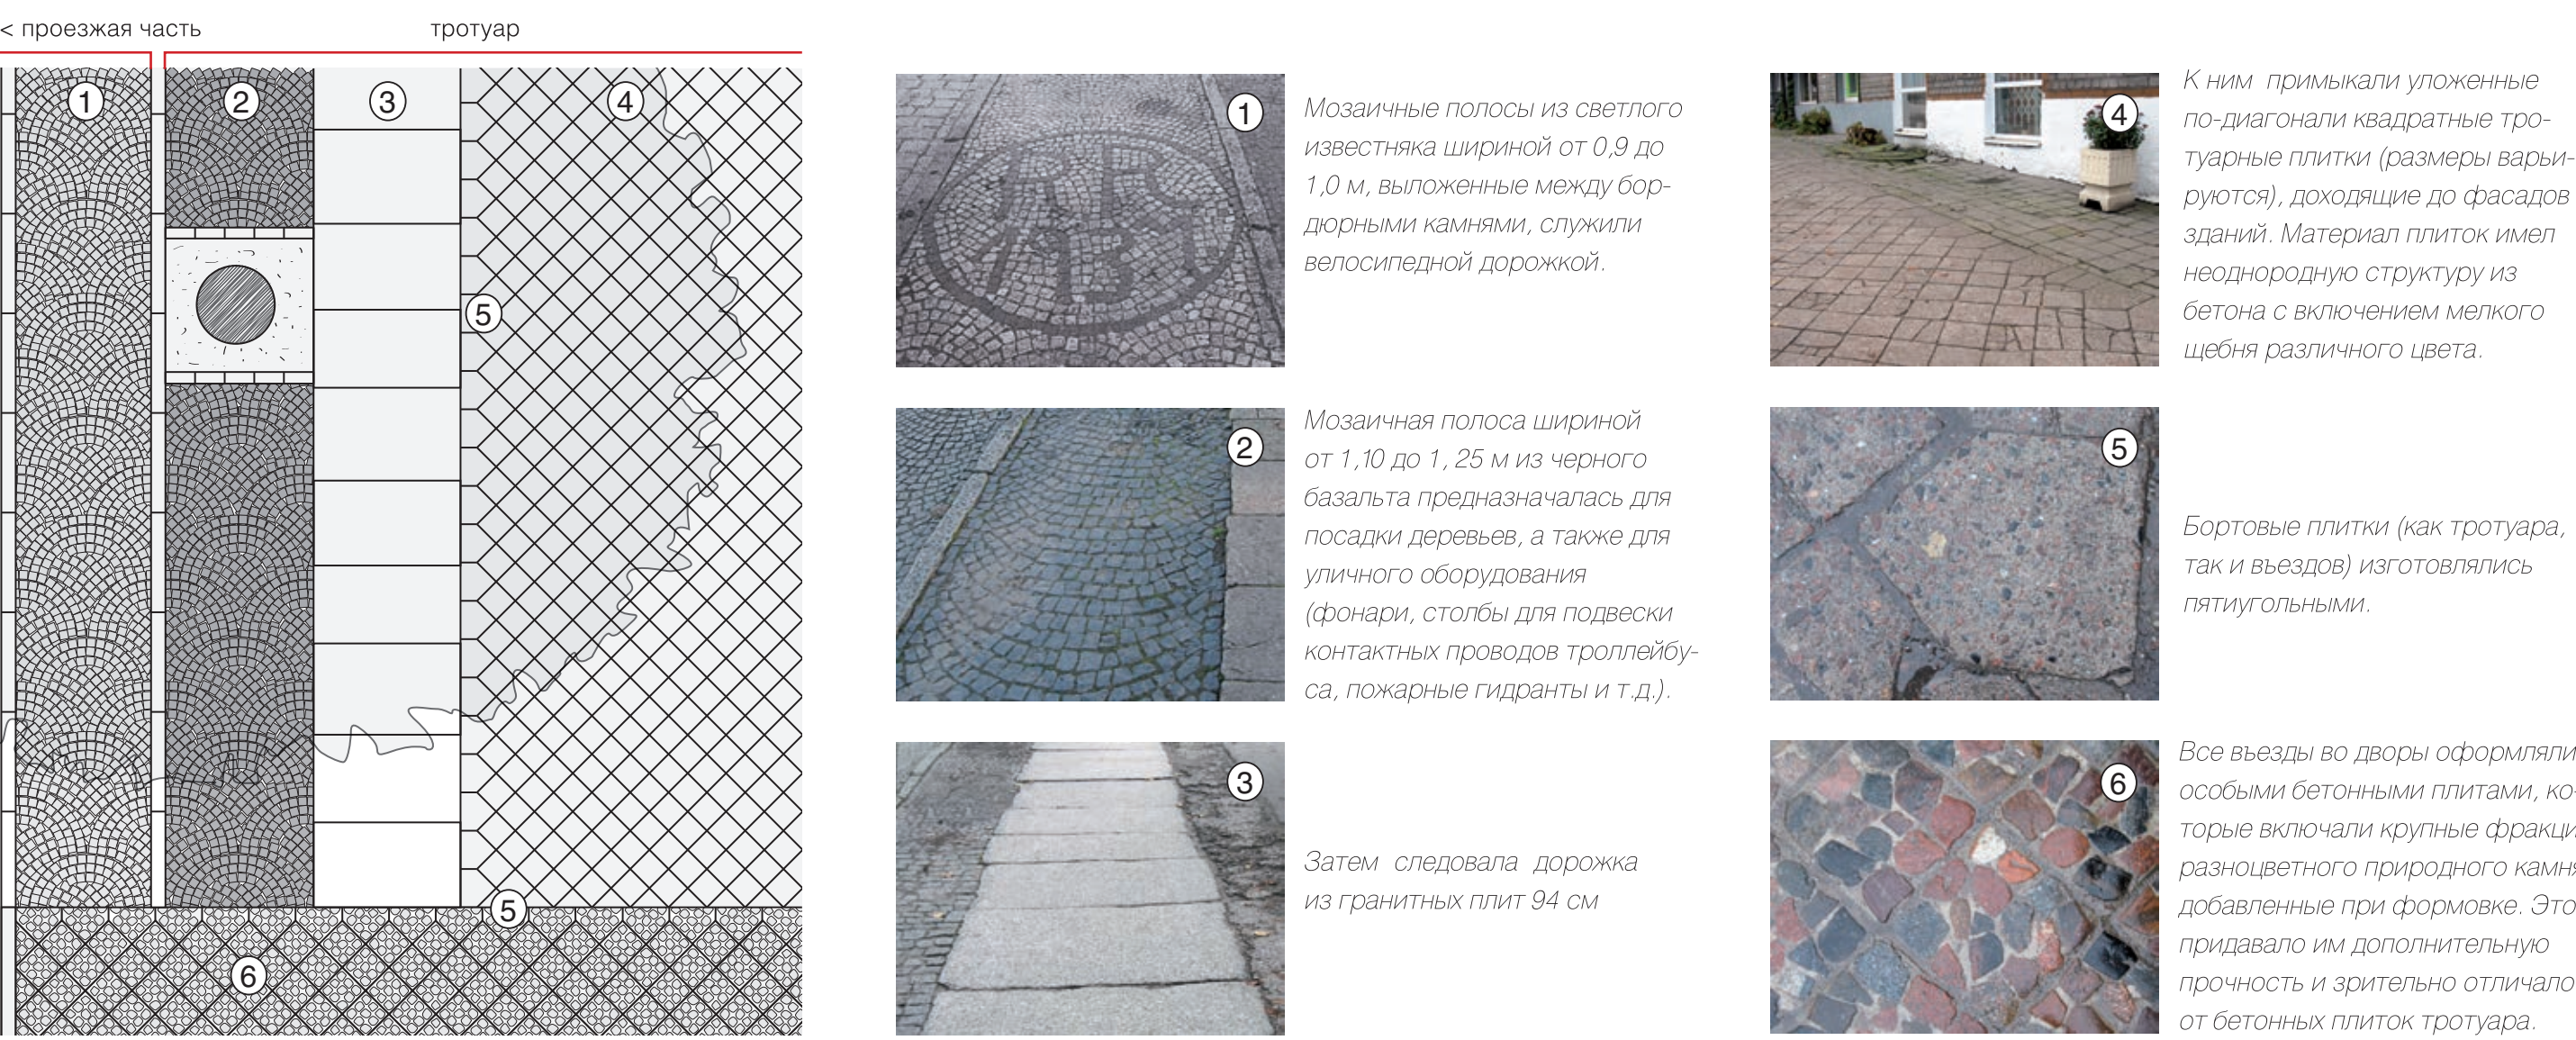 < проезжая часть
тротуар
1
2
3
4
5
5
6
1
Мозаичные полосы из светлого
известняка шириной от 0,9 до
1,0 м, выложенные между бор-
дюрными камнями, служили
велосипедной дорожкой.
2
Мозаичная полоса шириной
от 1,10 до 1, 25 м из черного
базальта предназначалась для
посадки деревьев, а также для
уличного оборудования
(фонари, столбы для подвески
контактных проводов троллейбу-
са, пожарные гидранты и т.д.).
3
Затем следовала дорожка
из гранитных плит 94 см
4
К ним примыкали уложенные
по-диагонали квадратные тро-
туарные плитки (размеры варьи-
руются), доходящие до фасадов
зданий. Материал плиток имел
неоднородную структуру из
бетона с включением мелкого
щебня различного цвета.
5
Бортовые плитки (как тротуара,
так и въездов) изготовлялись
пятиугольными.
6
Все въезды во дворы оформляли
особыми бетонными плитами, ко-
торые включали крупные фракци
разноцветного природного камня
добавленные при формовке. Это
придавало им дополнительную
прочность и зрительно отличало
от бетонных плиток тротуара.